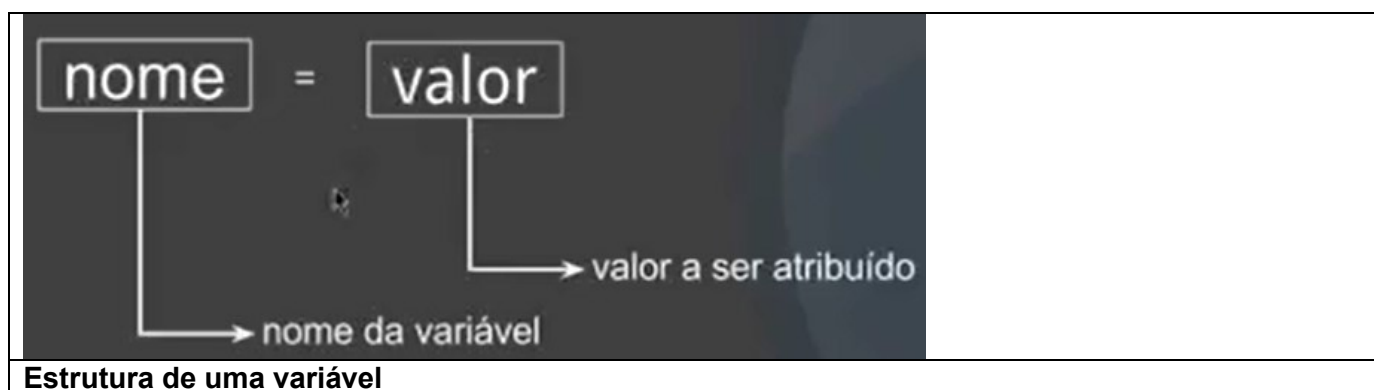 nome = valor
valor a ser atribuído
nome da variável
Estrutura de uma variável